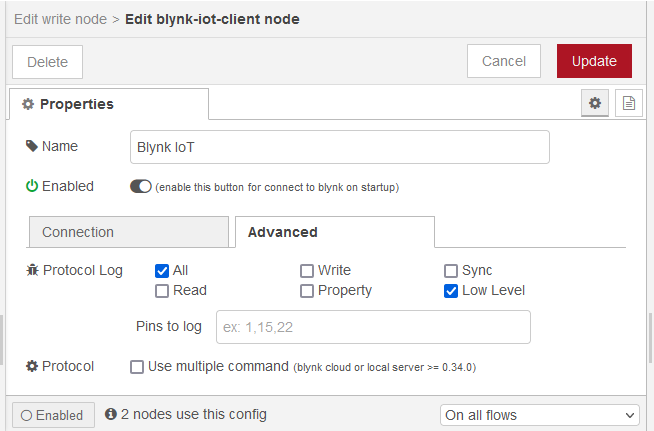 Edit write node > Edit blynk-iot-client node
Delete Cancel Update
Properties
Name Blynk IoT
Enabled (enable this button for connect to blynk on startup)
Connection Advanced
Protocol Log All Write Sync
Read Property Low Level
Pins to log ex: 1,15,22
Protocol Use multiple command (blynk cloud or local server >= 0.34.0)
Enabled 2 nodes use this config On all flows